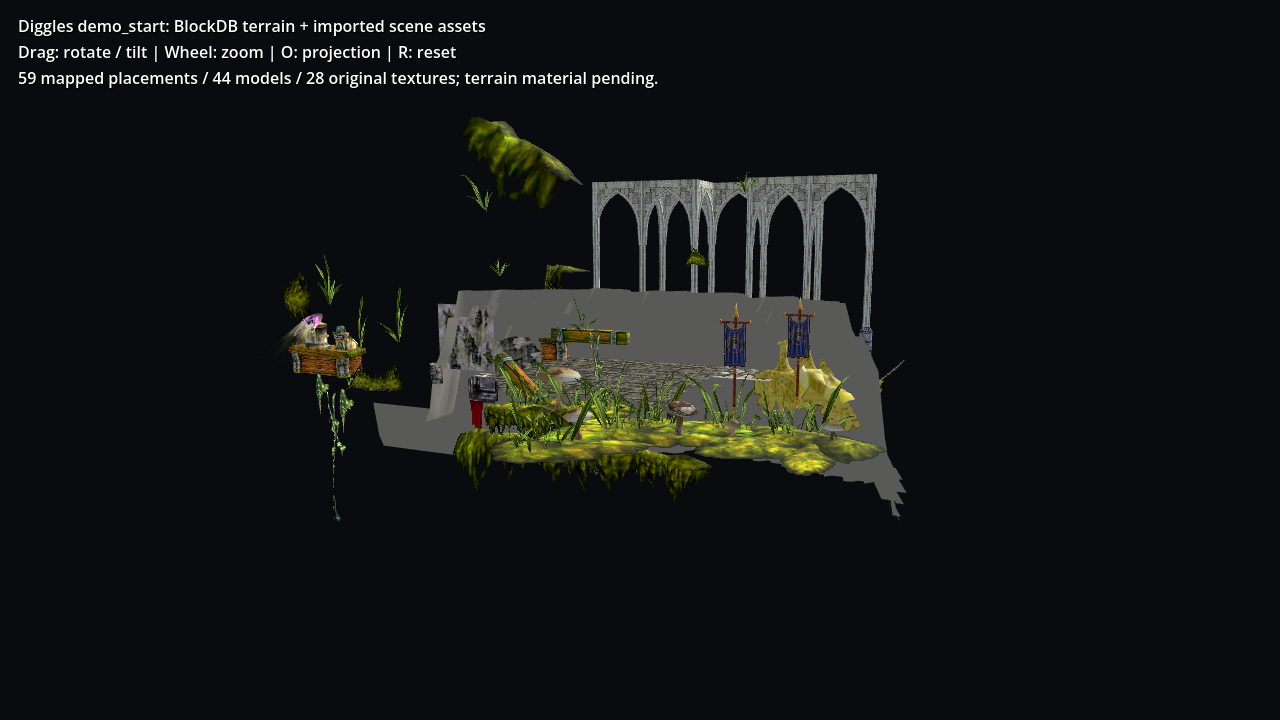 Diggles demo_start: BlockDB terrain + imported scene assets
Drag: rotate / tilt | Wheel: zoom | O: projection | R: reset
59 mapped placements / 44 models / 28 original textures; terrain material pending.